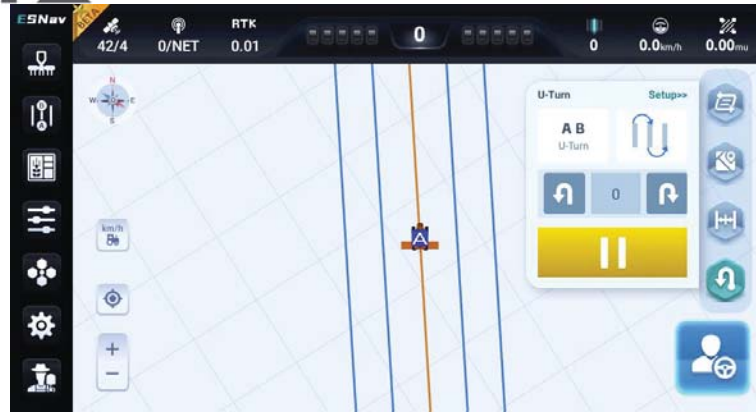 ESNav
BETA
RTK
42/4 0/NET 0.01 0 0 0.0km/h 0.00mu
N
W E
S
U-Turn Setup>>
A B
U-Turn
0
km/h
A
+
−